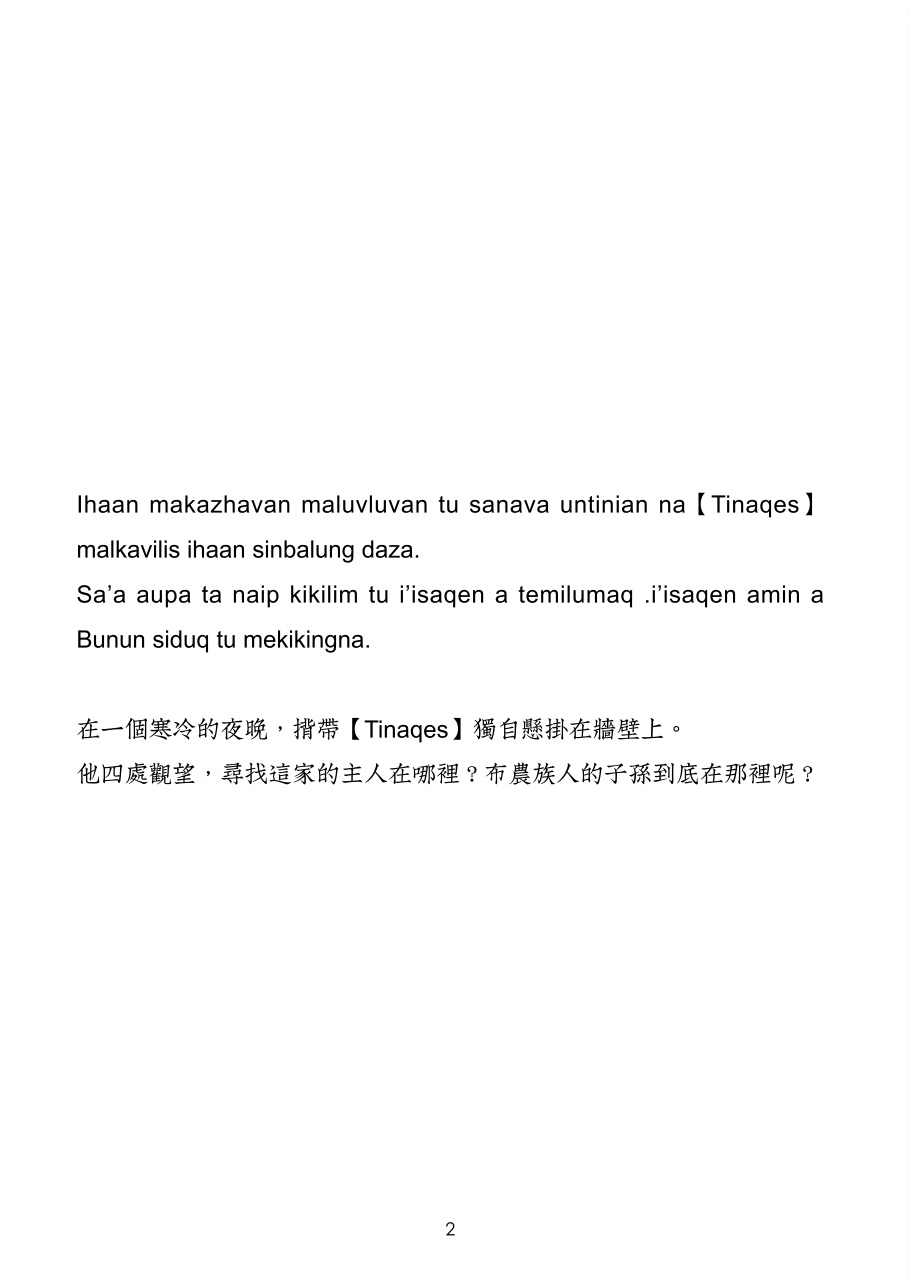 Ihaan makazhavan maluvluvan tu sanava untinian na【Tinaqes】
malkavilis ihaan sinbalung daza.
Sa’a aupa ta naip kikilim tu i’isaqen a temilumaq .i’isaqen amin a
Bunun siduq tu mekikingna.
在一個寒冷的夜晚，揹帶【Tinaqes】獨自懸掛在牆壁上。
他四處觀望，尋找這家的主人在哪裡？布農族人的子孫到底在那裡呢？
2